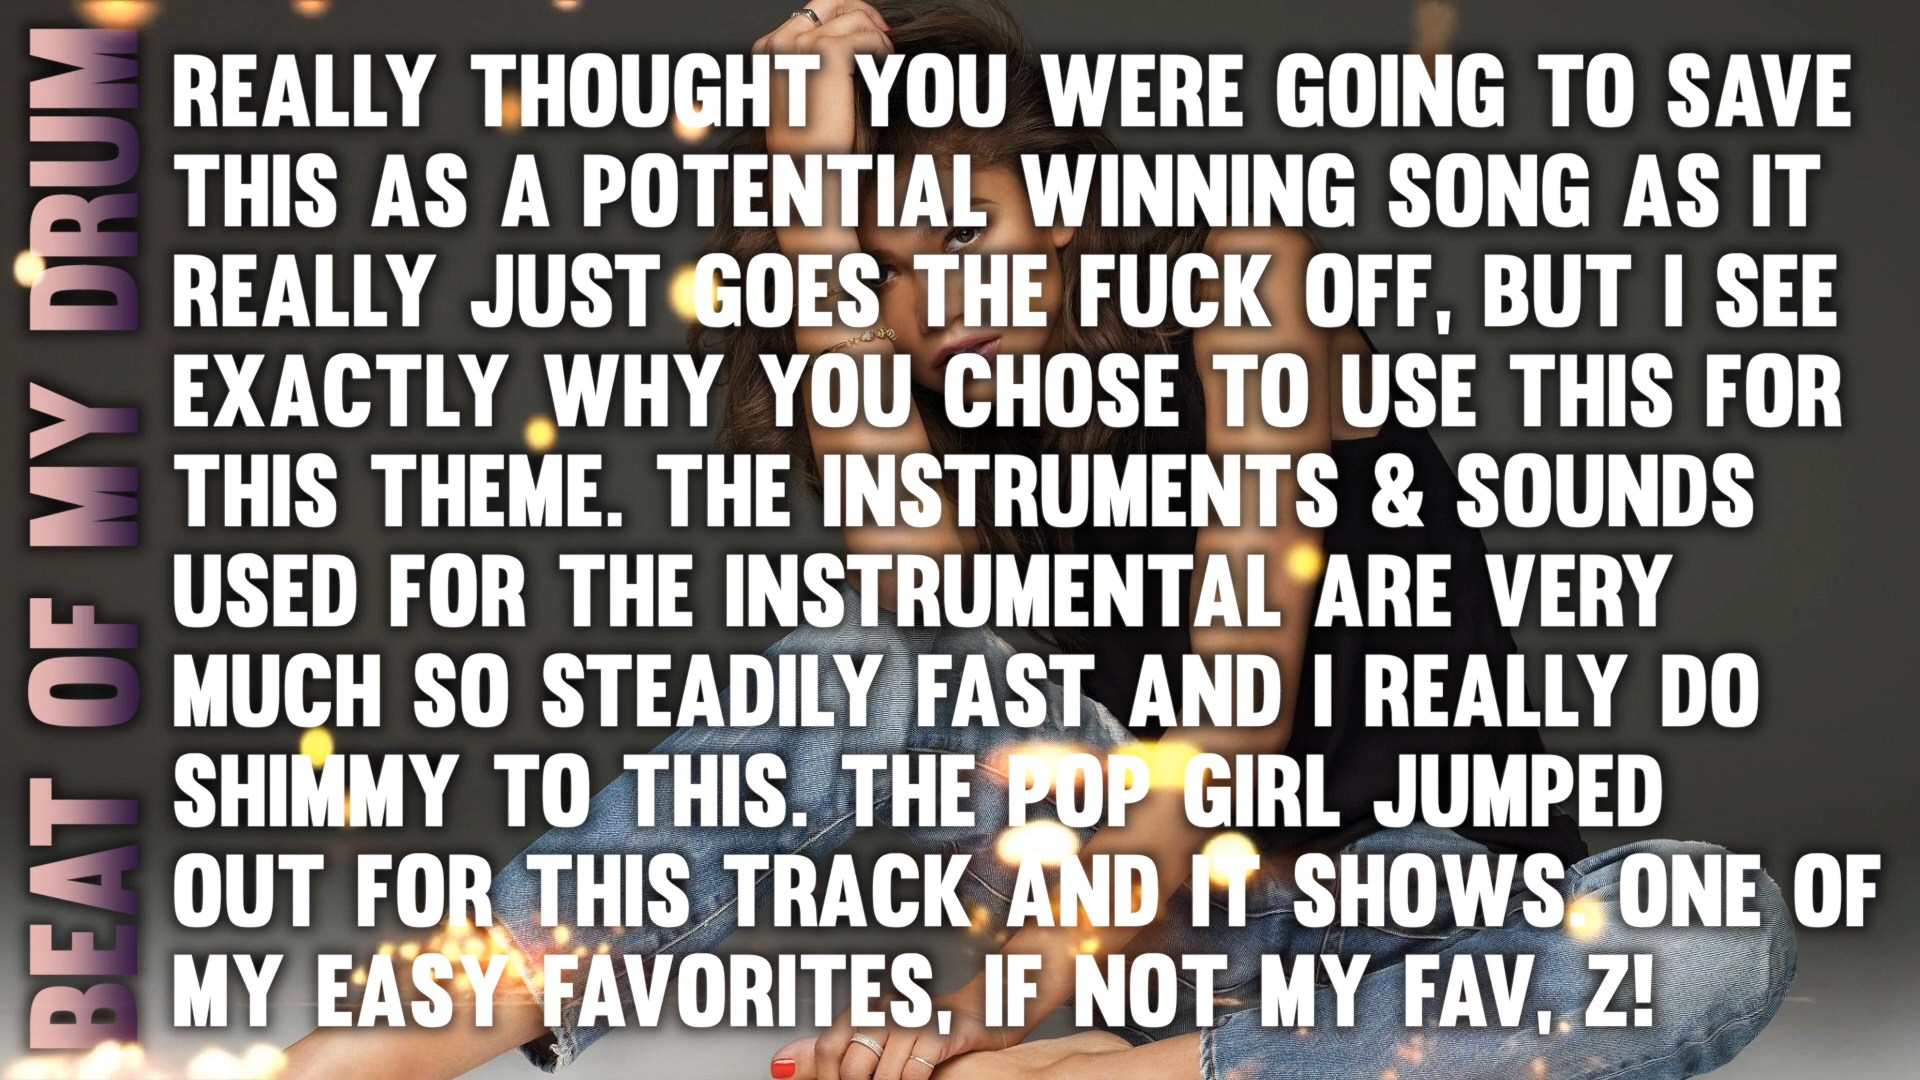 BEAT OF MY DRUM
REALLY THOUGHT YOU WERE GOING TO SAVE
THIS AS A POTENTIAL WINNING SONG AS IT
REALLY JUST GOES THE FUCK OFF, BUT I SEE
EXACTLY WHY YOU CHOSE TO USE THIS FOR
THIS THEME. THE INSTRUMENTS & SOUNDS
USED FOR THE INSTRUMENTAL ARE VERY
MUCH SO STEADILY FAST AND I REALLY DO
SHIMMY TO THIS. THE POP GIRL JUMPED
OUT FOR THIS TRACK AND IT SHOWS. ONE OF
MY EASY FAVORITES, IF NOT MY FAV, Z!